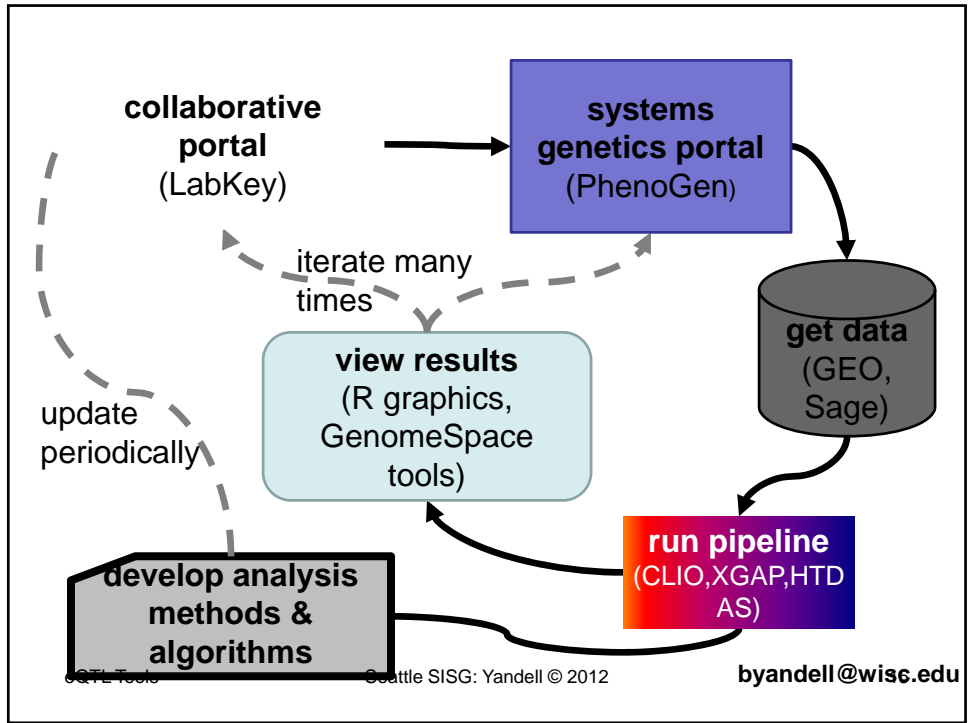 collaborative
portal
(LabKey)
systems
genetics portal
(PhenoGen)
iterate many
times
get data
(GEO,
Sage)
view results
(R graphics,
GenomeSpace
tools)
update
periodically
run pipeline
(CLIO,XGAP,HTD
AS)
develop analysis
methods &
algorithms
eQTL Tools
Seattle SISG: Yandell © 2012
byandell@wisc.edu